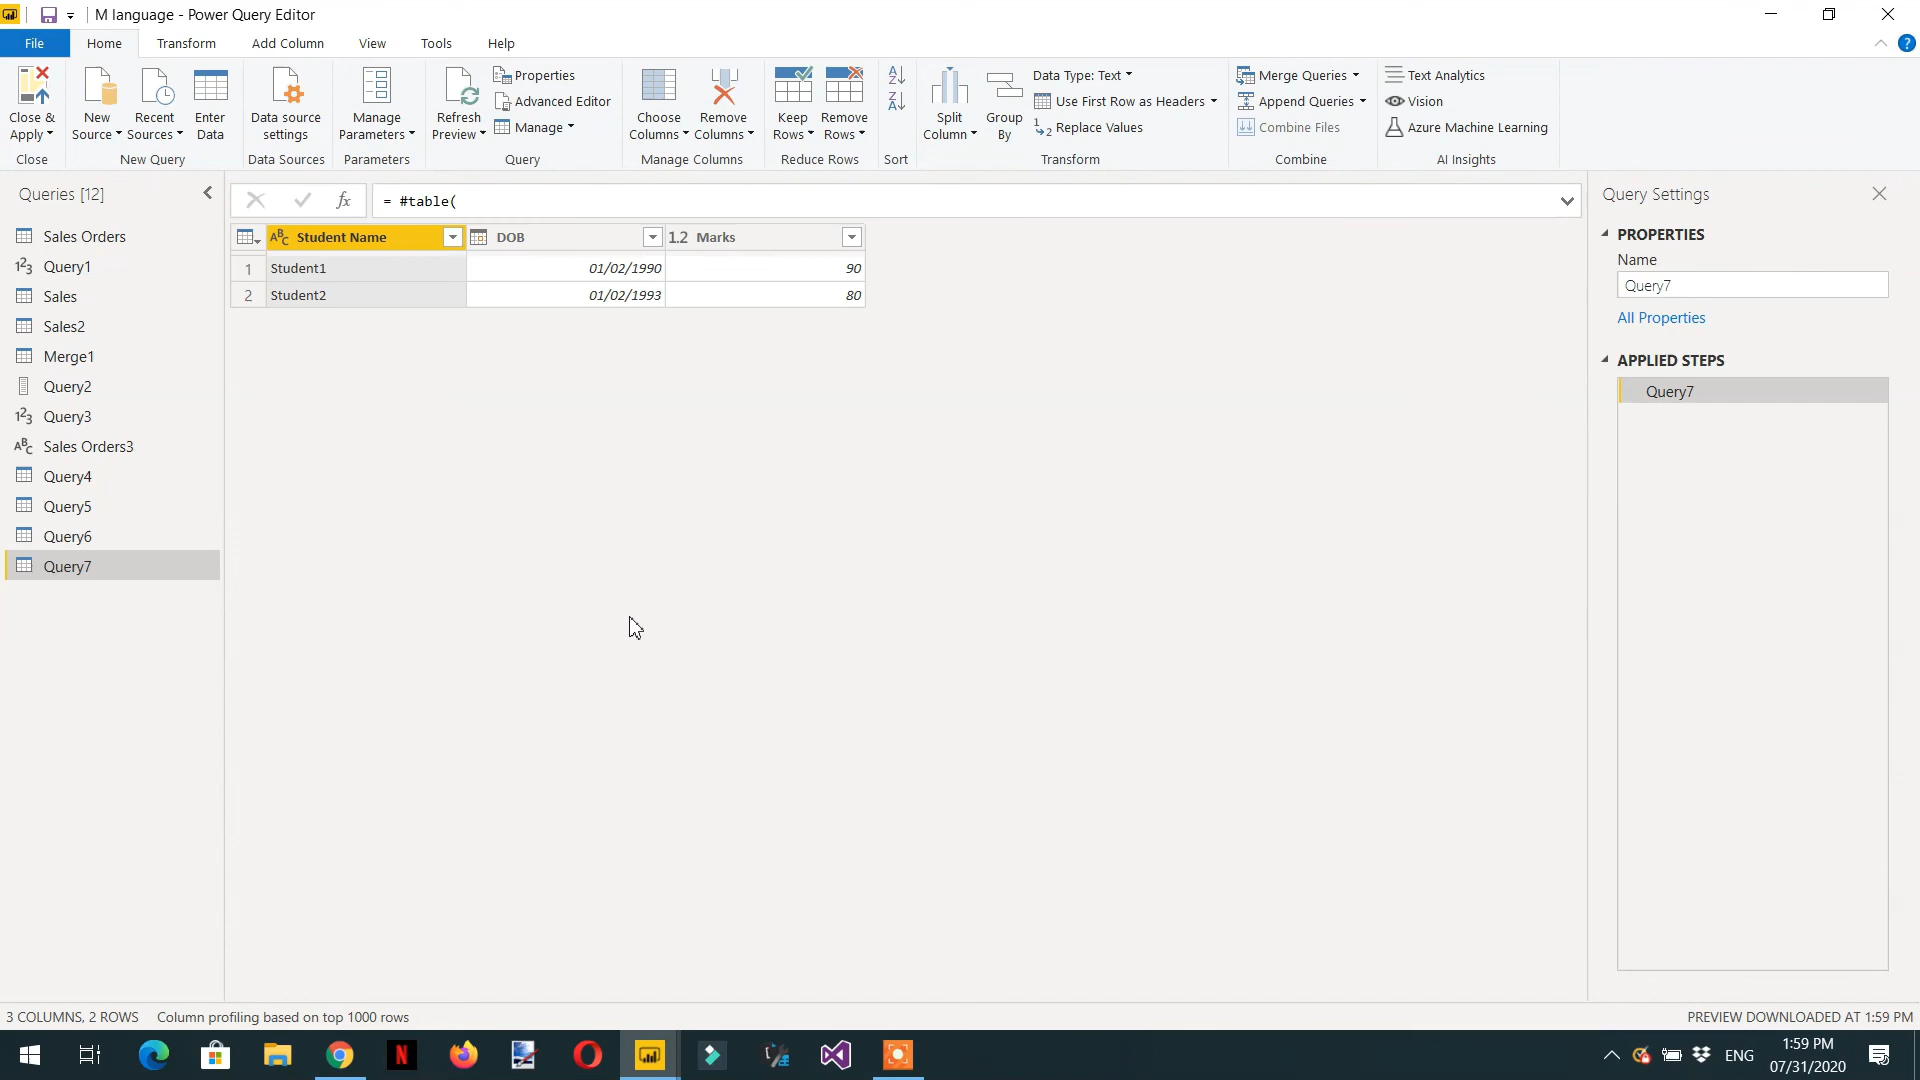 M language - Power Query Editor
File
Home
Transform
Add Column
View
Tools
Help
Close &
Apply
Close
New
Source
Recent
Sources
Enter
Data
New Query
Data source
settings
Data Sources
Manage
Parameters
Parameters
Refresh
Preview
Properties
Advanced Editor
Manage
Query
Choose
Columns
Remove
Columns
Manage Columns
Keep
Rows
Remove
Rows
Reduce Rows
Sort
Split
Column
Group
By
Data Type: Text
Use First Row as Headers
Replace Values
Transform
Merge Queries
Append Queries
Combine Files
Combine
Text Analytics
Vision
Azure Machine Learning
AI Insights
Queries [12]
Sales Orders
Query1
Sales
Sales2
Merge1
Query2
Query3
Sales Orders3
Query4
Query5
Query6
Query7
fx
= #table(
Student Name
DOB
1.2 Marks
1 Student1 01/02/1990 90
2 Student2 01/02/1993 80
Query Settings
PROPERTIES
Name
Query7
All Properties
APPLIED STEPS
Query7
3 COLUMNS, 2 ROWS
Column profiling based on top 1000 rows
PREVIEW DOWNLOADED AT 1:59 PM
ENG
1:59 PM
07/31/2020